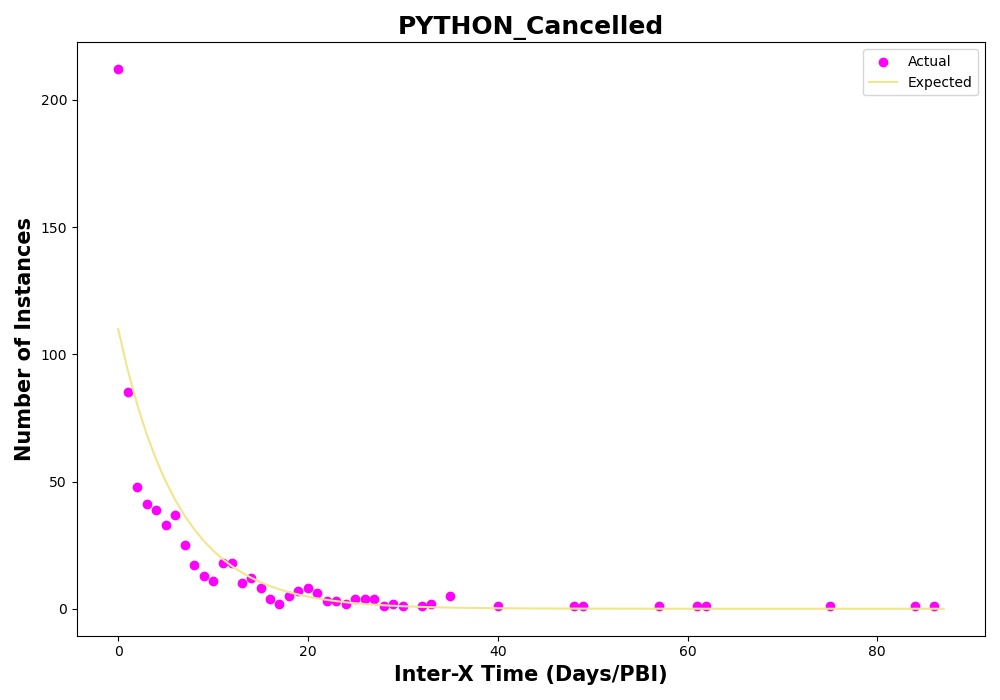 PYTHON_Cancelled
Actual
Expected
Number of Instances
200
150
100
50
0
0 20 40 60 80
Inter-X Time (Days/PBI)